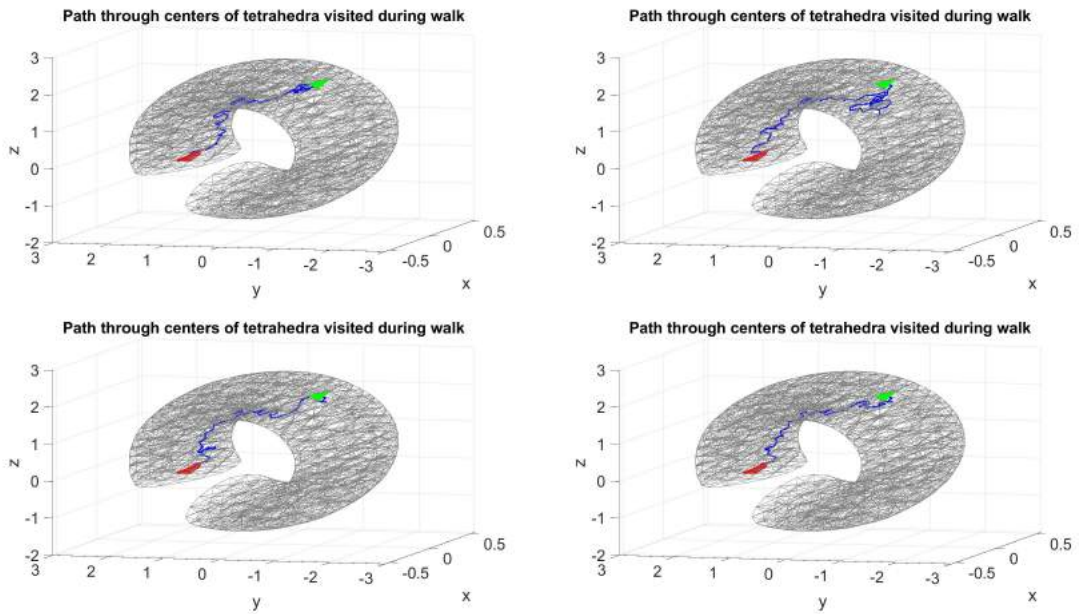 Path through centers of tetrahedra visited during walk
3
2
1
0
-1
-2
z
3 2 1 0 -1 -2 -3
y
-0.5 0 0.5
x
Path through centers of tetrahedra visited during walk
3
2
1
0
-1
-2
z
3 2 1 0 -1 -2 -3
y
-0.5 0 0.5
x
Path through centers of tetrahedra visited during walk
3
2
1
0
-1
-2
z
3 2 1 0 -1 -2 -3
y
-0.5 0 0.5
x
Path through centers of tetrahedra visited during walk
3
2
1
0
-1
-2
z
3 2 1 0 -1 -2 -3
y
-0.5 0 0.5
x